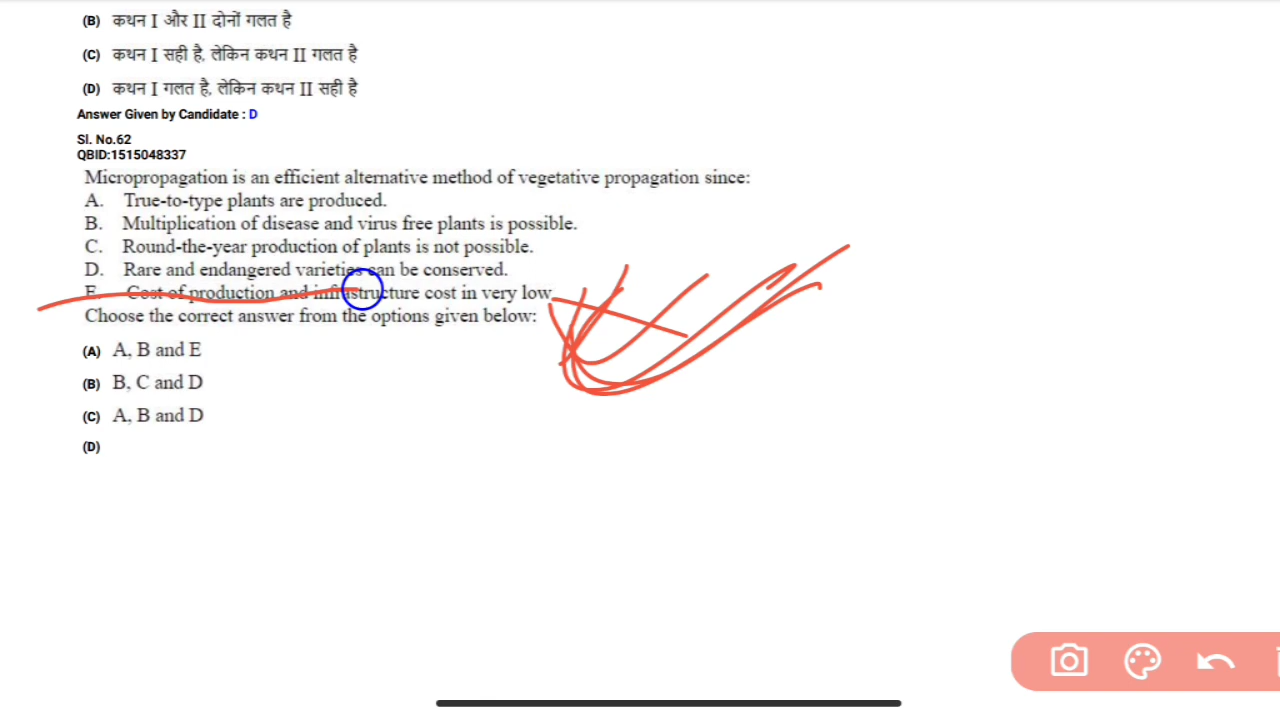 (B) कथन I और II दोनों गलत है
(C) कथन I सही है, लेकिन कथन II गलत है
(D) कथन I गलत है, लेकिन कथन II सही है
Answer Given by Candidate : D
Sl. No.62
QBID:1515048337
Micropropagation is an efficient alternative method of vegetative propagation since:
A. True-to-type plants are produced.
B. Multiplication of disease and virus free plants is possible.
C. Round-the-year production of plants is not possible.
D. Rare and endangered varieties can be conserved.
E. Cost of production and infrastructure cost in very low
Choose the correct answer from the options given below:
(A) A, B and E
(B) B, C and D
(C) A, B and D
(D)